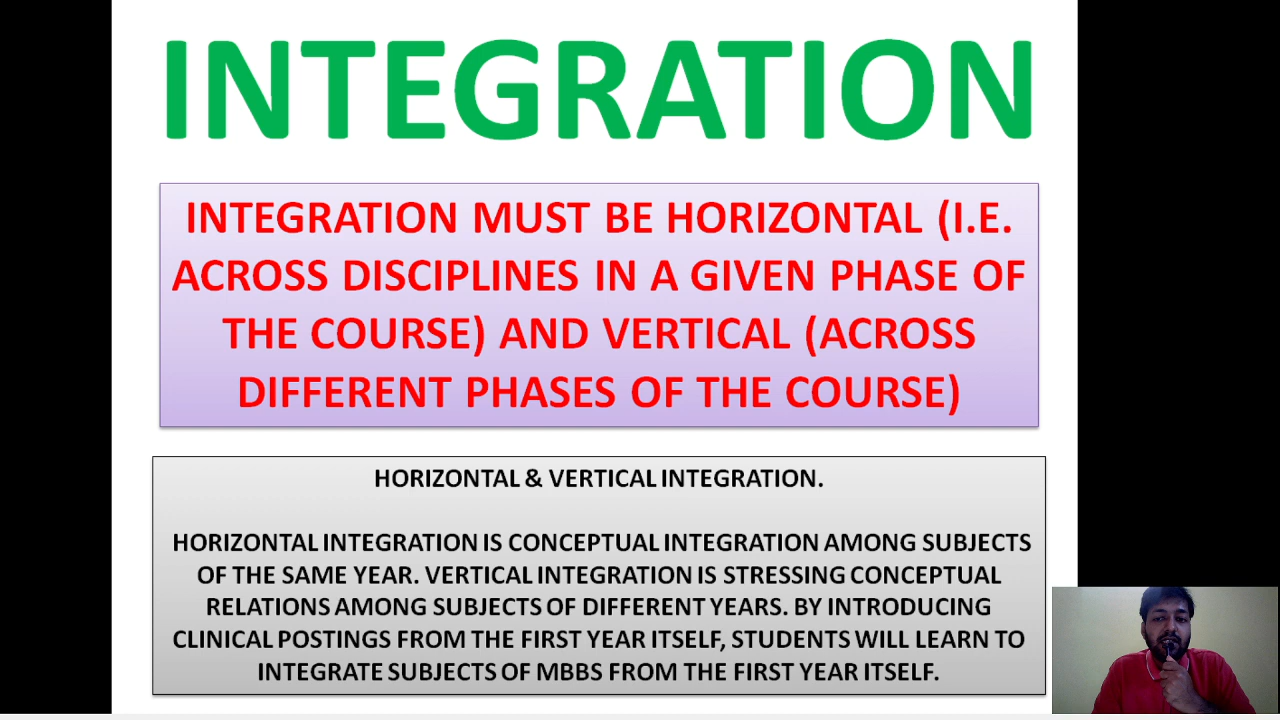 INTEGRATION
INTEGRATION MUST BE HORIZONTAL (I.E.
ACROSS DISCIPLINES IN A GIVEN PHASE OF
THE COURSE) AND VERTICAL (ACROSS
DIFFERENT PHASES OF THE COURSE)
HORIZONTAL & VERTICAL INTEGRATION.
HORIZONTAL INTEGRATION IS CONCEPTUAL INTEGRATION AMONG SUBJECTS
OF THE SAME YEAR. VERTICAL INTEGRATION IS STRESSING CONCEPTUAL
RELATIONS AMONG SUBJECTS OF DIFFERENT YEARS. BY INTRODUCING
CLINICAL POSTINGS FROM THE FIRST YEAR ITSELF, STUDENTS WILL LEARN TO
INTEGRATE SUBJECTS OF MBBS FROM THE FIRST YEAR ITSELF.